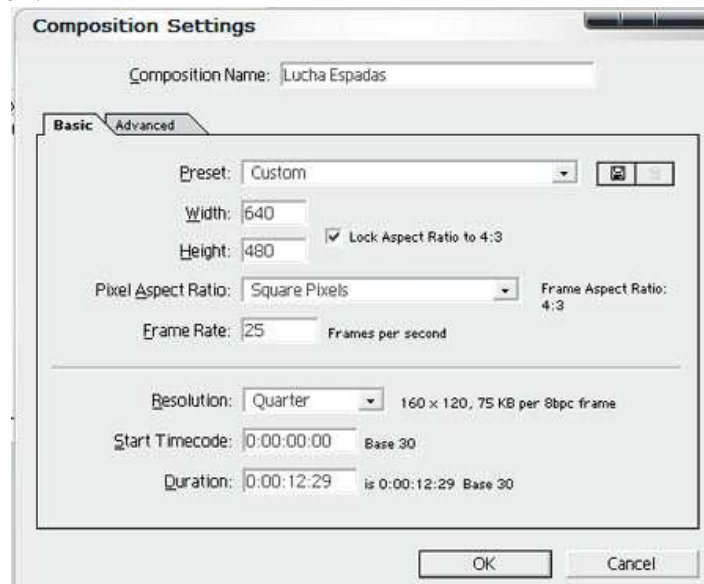 Composition Settings
Composition Name: Lucha Espadas
Basic Advanced
Preset: Custom
Width: 640
Lock Aspect Ratio to 4:3
Height: 480
Pixel Aspect Ratio: Square Pixels Frame Aspect Ratio:
4:3
Frame Rate: 25 Frames per second
Resolution: Quarter 160 x 120, 75 KB per 8bpc frame
Start Timecode: 0:00:00:00 Base 30
Duration: 0:00:12:29 is 0:00:12:29 Base 30
OK Cancel